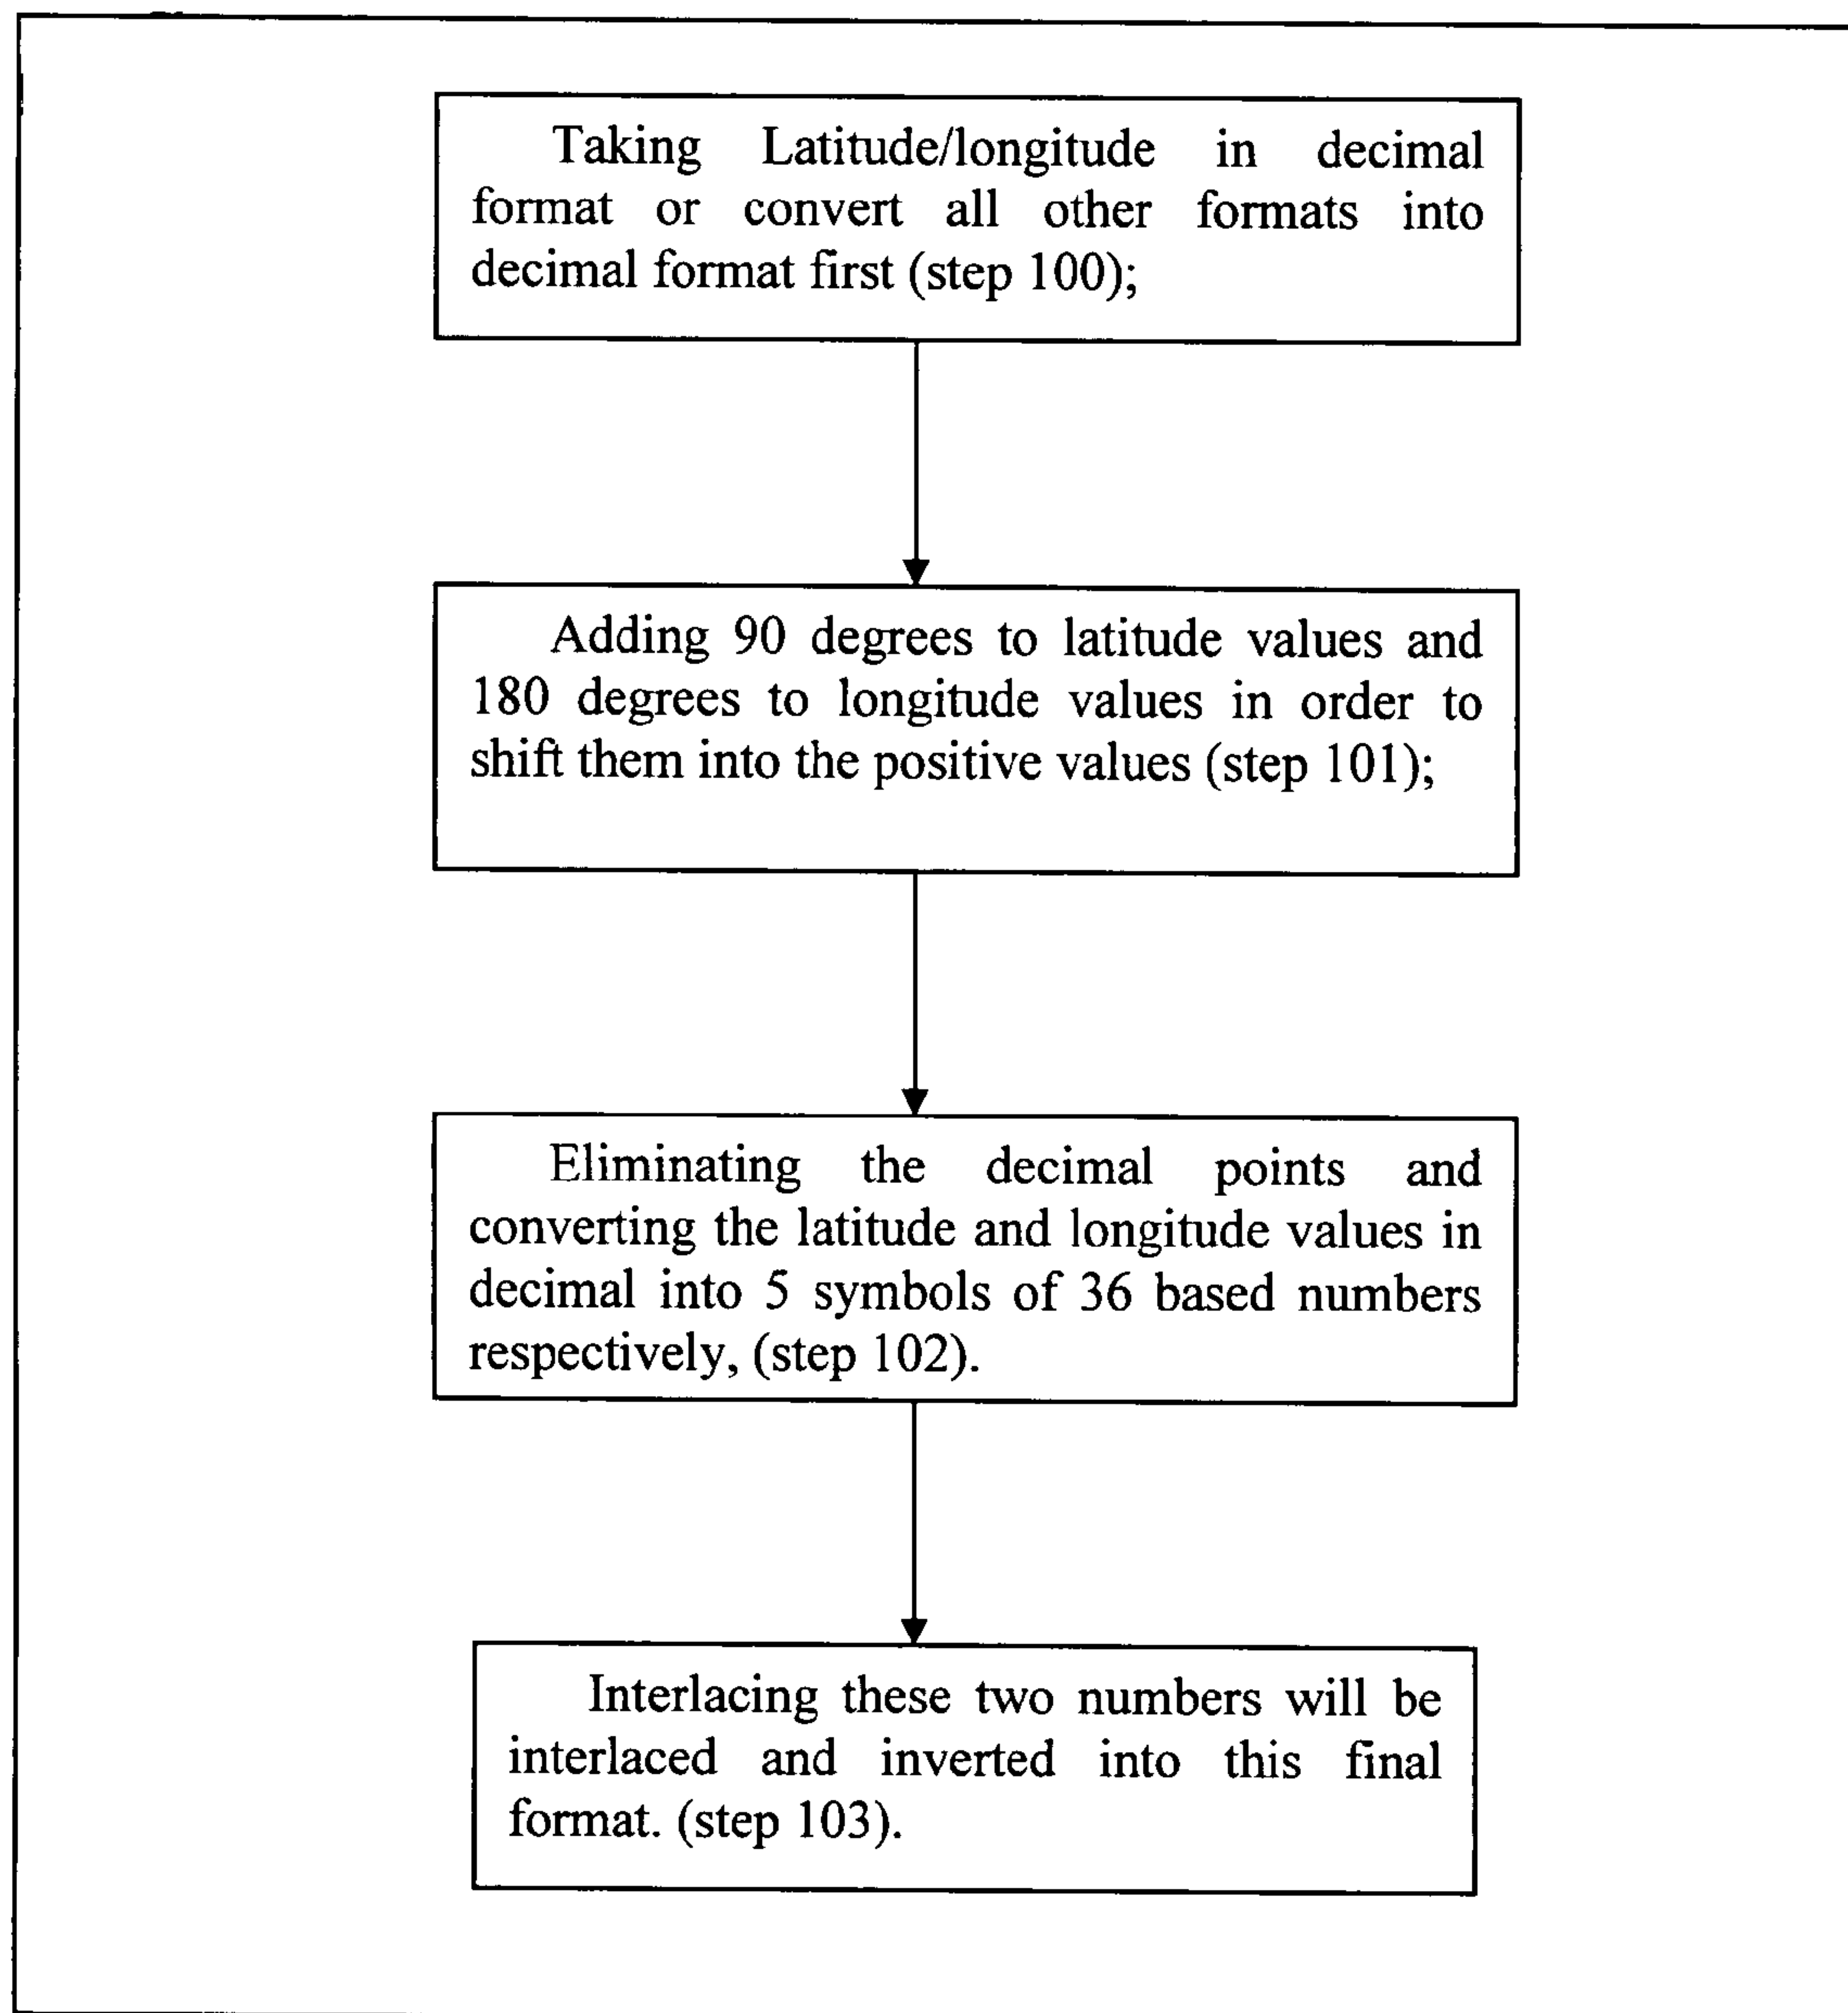 Taking Latitude/longitude in decimal
format or convert all other formats into
decimal format first (step 100);
Adding 90 degrees to latitude values and
180 degrees to longitude values in order to
shift them into the positive values (step 101);
Eliminating the decimal points and
converting the latitude and longitude values in
decimal into 5 symbols of 36 based numbers
respectively, (step 102).
Interlacing these two numbers will be
interlaced and inverted into this final
format. (step 103).